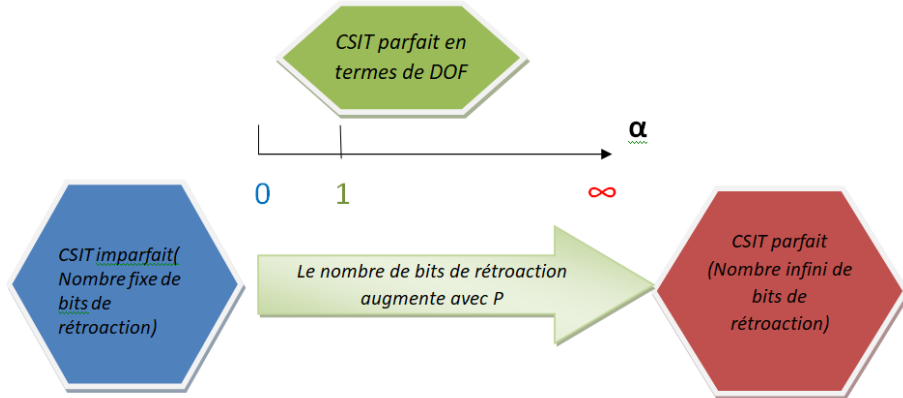 CSIT parfait en
termes de DOF
α
0
1
∞
CSIT imparfait(
Nombre fixe de
bits de
rétroaction)
Le nombre de bits de rétroaction
augmente avec P
CSIT parfait
(Nombre infini de
bits de
rétroaction)